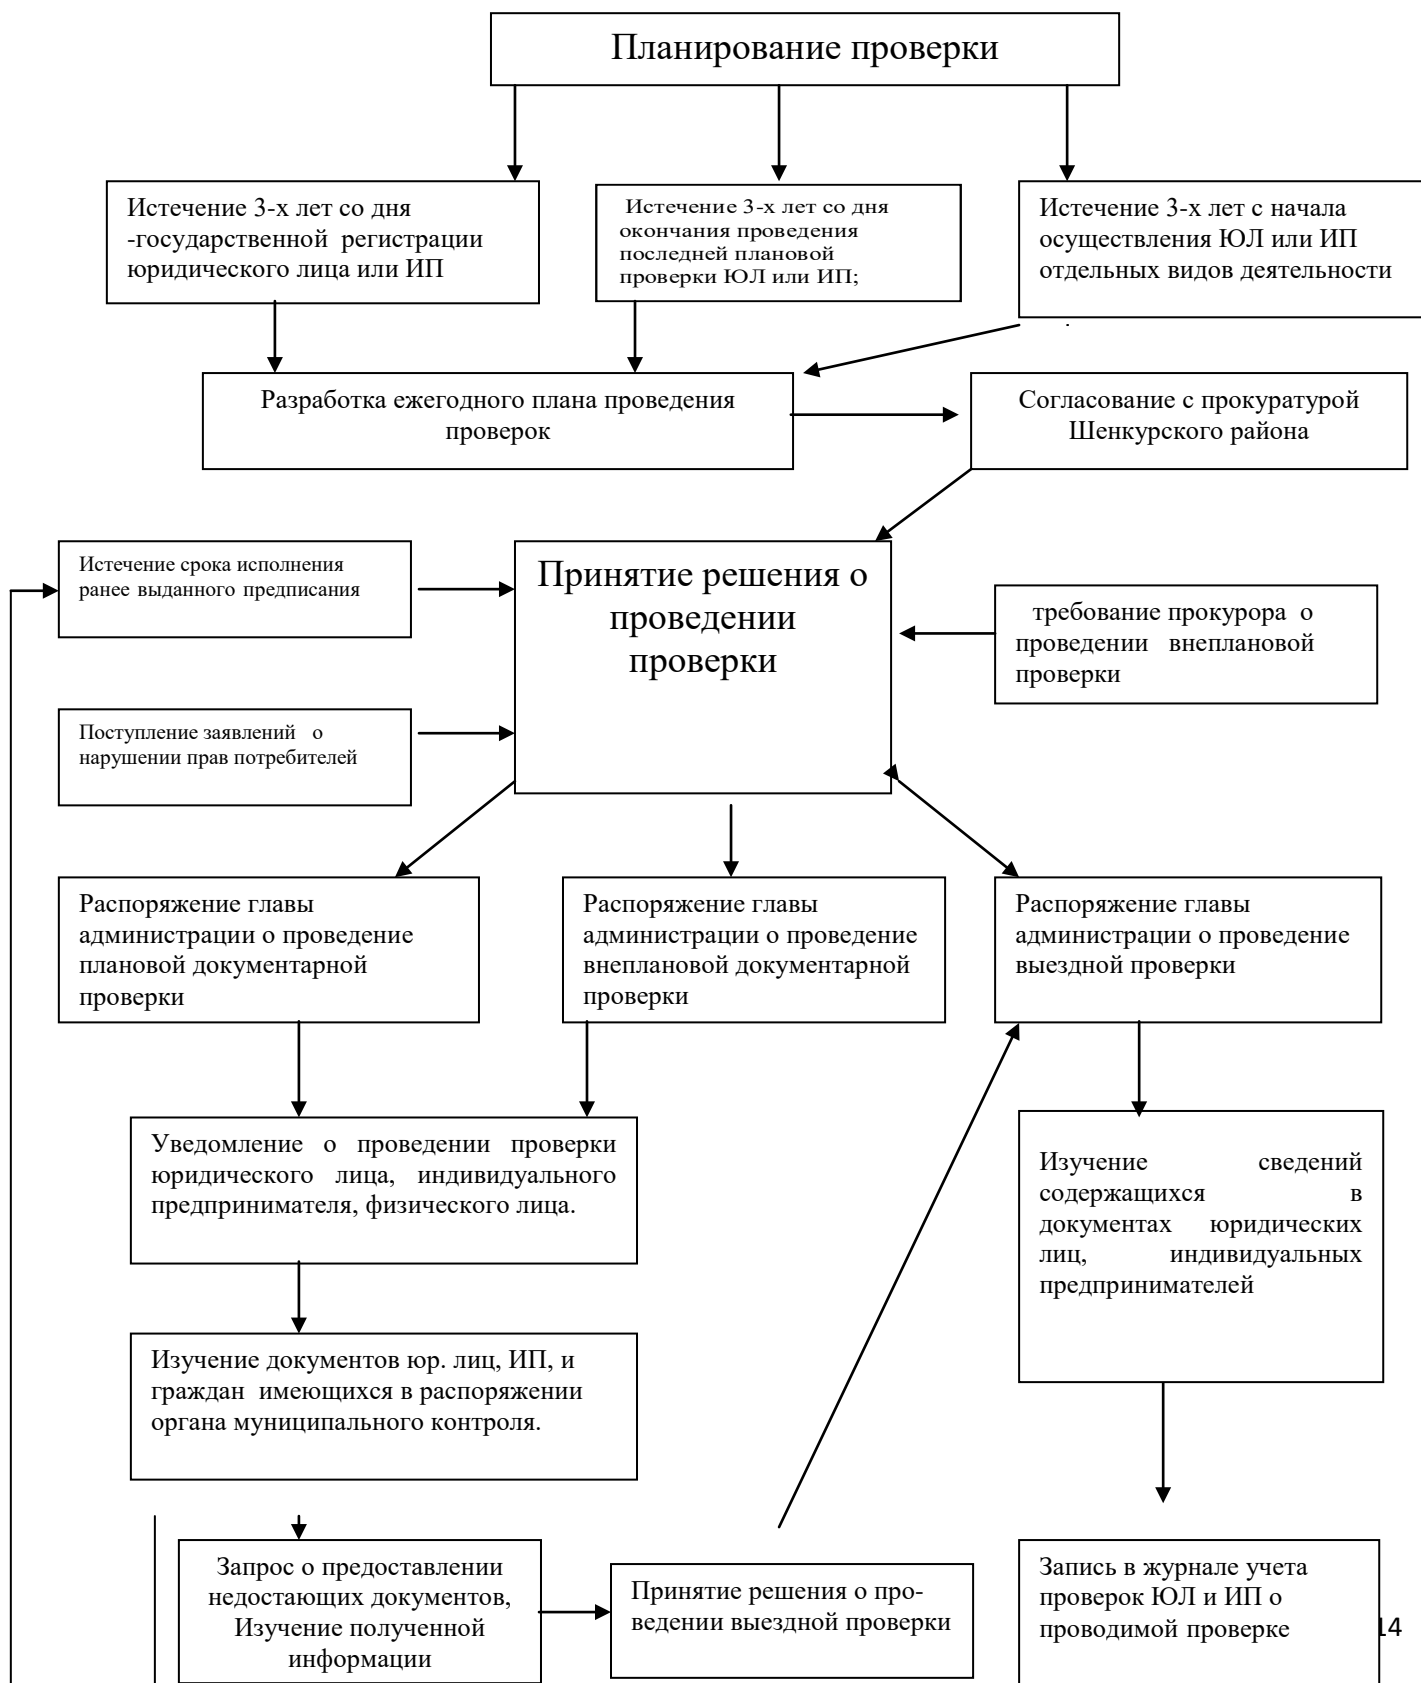 Планирование проверки
Истечение 3-х лет со дня
-государственной регистрации
юридического лица или ИП
Истечение 3-х лет со дня
окончания проведения
последней плановой
проверки ЮЛ или ИП;
Истечение 3-х лет с начала
осуществления ЮЛ или ИП
отдельных видов деятельности
Разработка ежегодного плана проведения
проверок
Согласование с прокуратурой
Шенкурского района
Истечение срока исполнения
ранее выданного предписания
Принятие решения о
проведении
проверки
требование прокурора о
проведении внеплановой
проверки
Поступление заявлений о
нарушении прав потребителей
Распоряжение главы
администрации о проведение
плановой документарной
проверки
Распоряжение главы
администрации о проведение
внеплановой документарной
проверки
Распоряжение главы
администрации о проведение
выездной проверки
Уведомление о проведении проверки
юридического лица, индивидуального
предпринимателя, физического лица.
Изучение сведений
содержащихся в
документах юридических
лиц, индивидуальных
предпринимателей
Изучение документов юр. лиц, ИП, и
граждан имеющихся в распоряжении
органа муниципального контроля.
Запрос о предоставлении
недостающих документов,
Изучение полученной
информации
Принятие решения о про-
ведении выездной проверки
Запись в журнале учета
проверок ЮЛ и ИП о
проводимой проверке
14